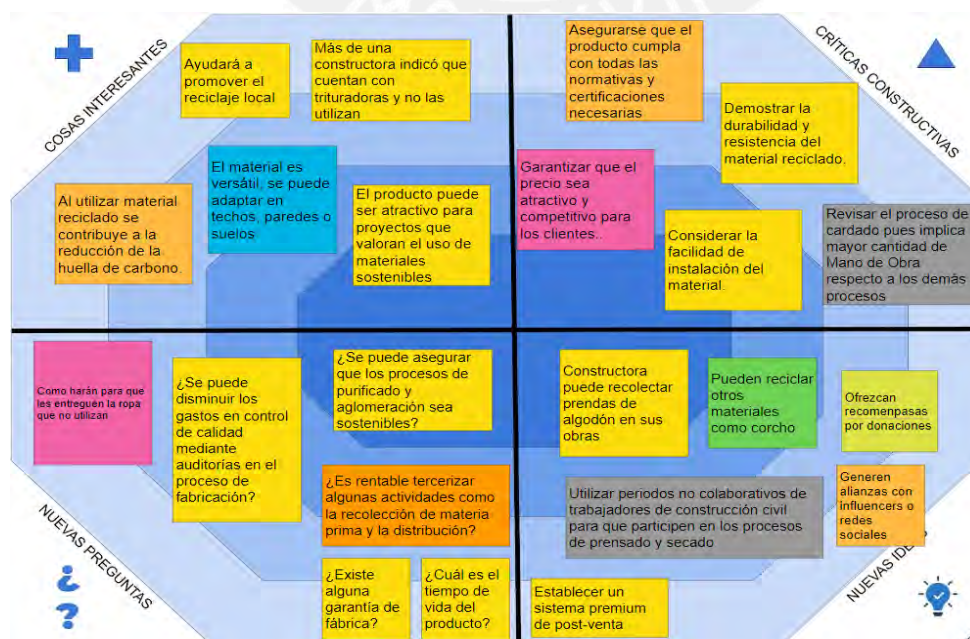 COSAS INTERESANTES
Ayudará a
promover el
reciclaje local
Más de una
constructora indicó que
cuentan con
trituradoras y no las
utilizan
Al utilizar material
reciclado se
contribuye a la
reducción de la
huella de carbono.
El material es
versátil, se puede
adaptar en
techos, paredes o
suelos
El producto puede
ser atractivo para
proyectos que
valoran el uso de
materiales
sostenibles
CRÍTICAS CONSTRUCTIVAS
Asegurarse que el
producto cumpla
con todas las
normativas y
certificaciones
necesarias
Demostrar la
durabilidad y
resistencia del
material reciclado.
Garantizar que el
precio sea
atractivo y
competitivo para
los clientes..
Considerar la
facilidad de
instalación del
material.
Revisar el proceso de
cardado pues implica
mayor cantidad de
Mano de Obra
respecto a los demás
procesos
NUEVAS PREGUNTAS
Como harán para que
les entreguén la ropa
que no utilizan
¿Se puede
disminuir los
gastos en control
de calidad
mediante
auditorías en el
proceso de
fabricación?
¿Se puede asegurar
que los procesos de
purificado y
aglomeración sea
sostenibles?
¿Es rentable tercerizar
algunas actividades como
la recolección de materia
prima y la distribución?
¿Existe
alguna
garantía de
fábrica?
¿Cuál es el
tiempo de
vida del
producto?
¿
?
Constructora
puede recolectar
prendas de
algodón en sus
obras
Pueden reciclar
otros
materiales
como corcho
Ofrezcan
recomenpasas
por donaciones
Utilizar periodos no colaborativos de
trabajadores de construcción civil
para que participen en los procesos
de prensado y secado
Generen
alianzas con
influencers o
redes
sociales
Establecer un
sistema premium
de post-venta
NUEVAS